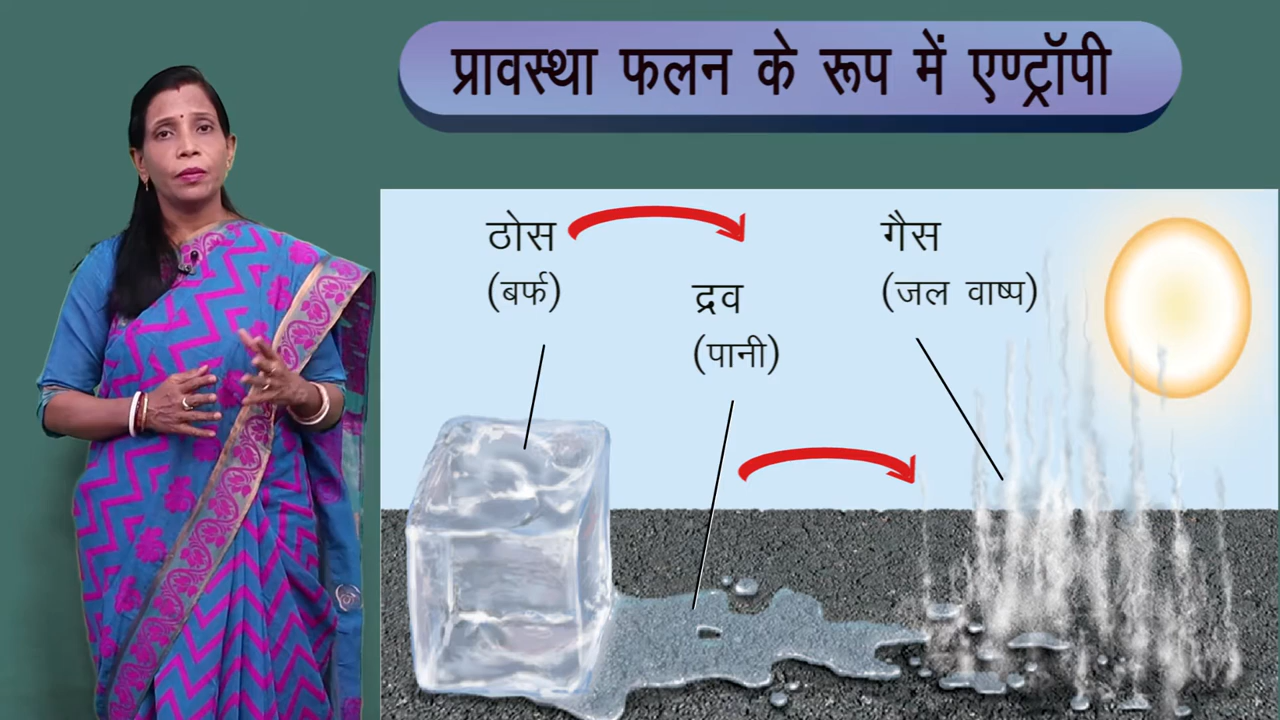 प्रावस्था फलन के रूप में एण्ट्रॉपी
ठोस
(बर्फ)
द्रव
(पानी)
गैस
(जल वाष्प)